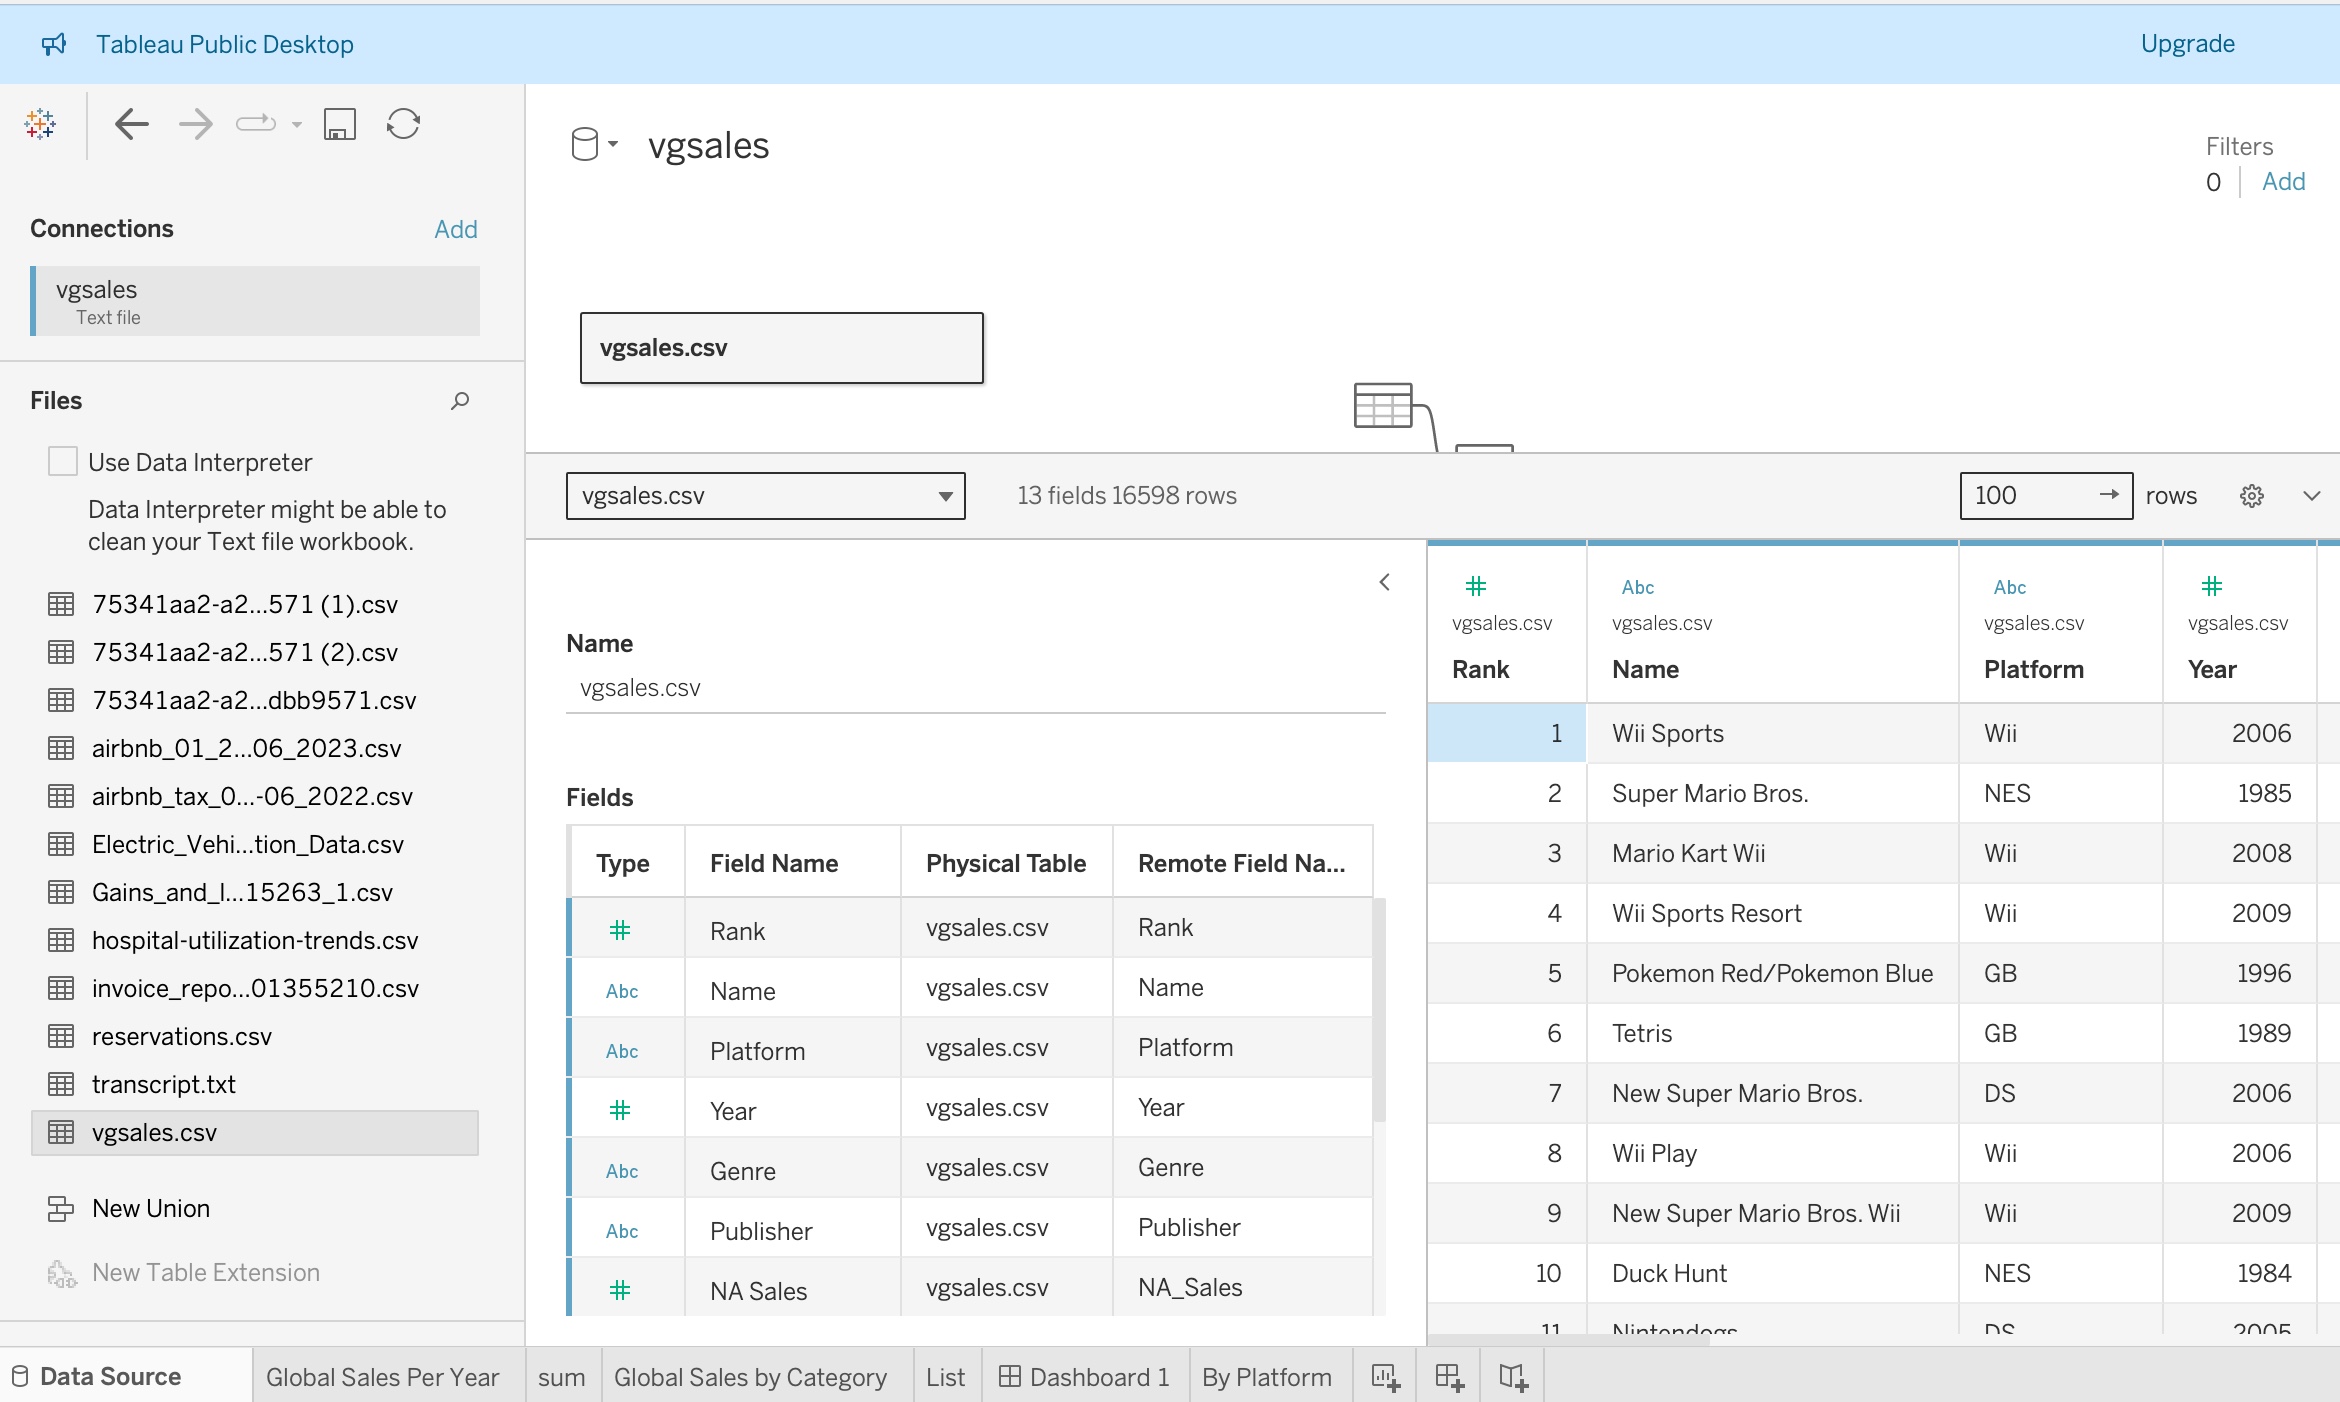 Tableau Public Desktop
Upgrade
vgsales
Filters
0
Add
Connections
Add
vgsales
Text file
Files
Use Data Interpreter
Data Interpreter might be able to
clean your Text file workbook.
75341aa2-a2...571 (1).csv
75341aa2-a2...571 (2).csv
75341aa2-a2...dbb9571.csv
airbnb_01_2...06_2023.csv
airbnb_tax_0...-06_2022.csv
Electric_Vehi...tion_Data.csv
Gains_and_l...15263_1.csv
hospital-utilization-trends.csv
invoice_repo...01355210.csv
reservations.csv
transcript.txt
vgsales.csv
New Union
New Table Extension
vgsales.csv
vgsales.csv
13 fields 16598 rows
100
rows
Name
vgsales.csv
Fields
Type Field Name Physical Table Remote Field Na...
# Rank vgsales.csv Rank
Abc Name vgsales.csv Name
Abc Platform vgsales.csv Platform
# Year vgsales.csv Year
Abc Genre vgsales.csv Genre
Abc Publisher vgsales.csv Publisher
# NA Sales vgsales.csv NA_Sales
# Abc Abc #
vgsales.csv vgsales.csv vgsales.csv vgsales.csv
Rank Name Platform Year
1 Wii Sports Wii 2006
2 Super Mario Bros. NES 1985
3 Mario Kart Wii Wii 2008
4 Wii Sports Resort Wii 2009
5 Pokemon Red/Pokemon Blue GB 1996
6 Tetris GB 1989
7 New Super Mario Bros. DS 2006
8 Wii Play Wii 2006
9 New Super Mario Bros. Wii Wii 2009
10 Duck Hunt NES 1984
11 Nintendogs DS 2005
Data Source
Global Sales Per Year
sum
Global Sales by Category
List
Dashboard 1
By Platform